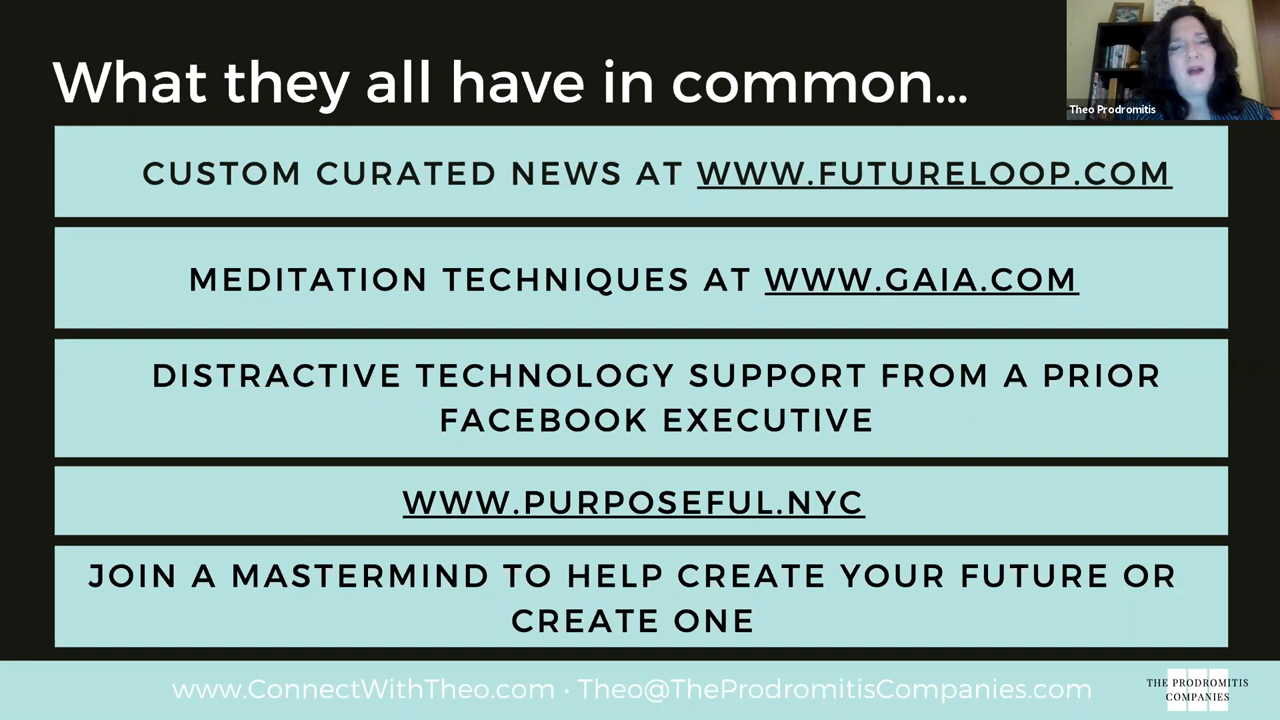 What they all have in common...
Theo Prodromitis
CUSTOM CURATED NEWS AT WWW.FUTURELOOP.COM
MEDITATION TECHNIQUES AT WWW.GAIA.COM
DISTRACTIVE TECHNOLOGY SUPPORT FROM A PRIOR
FACEBOOK EXECUTIVE
WWW.PURPOSEFUL.NYC
JOIN A MASTERMIND TO HELP CREATE YOUR FUTURE OR
CREATE ONE
www.ConnectWithTheo.com • Theo@TheProdromitisCompanies.com
THE PRODROMITIS
COMPANIES